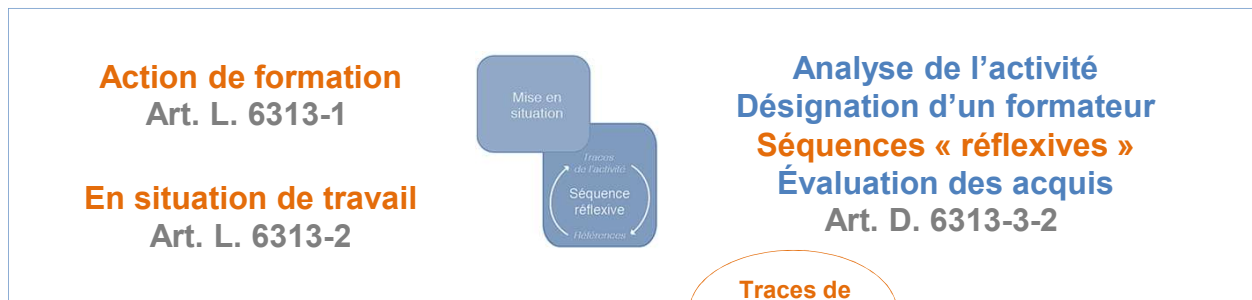 Action de formation
Art. L. 6313-1
En situation de travail
Art. L. 6313-2
Mise en
situation
Traces
de l'activité
Séquence
réflexive
Références
Analyse de l’activité
Désignation d’un formateur
Séquences « réflexives »
Évaluation des acquis
Art. D. 6313-3-2
Traces de